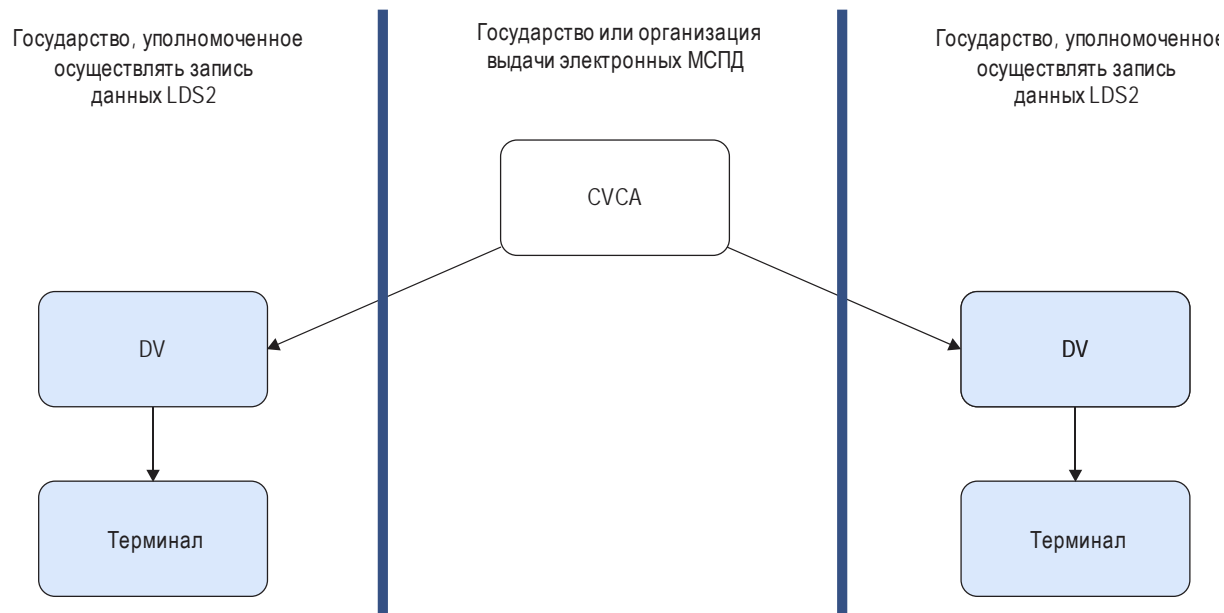 Государство, уполномоченное
осуществлять запись
данных LDS2
Государство или организация
выдачи электронных МСПД
Государство, уполномоченное
осуществлять запись
данных LDS2
CVCA
DV
DV
Терминал
Терминал